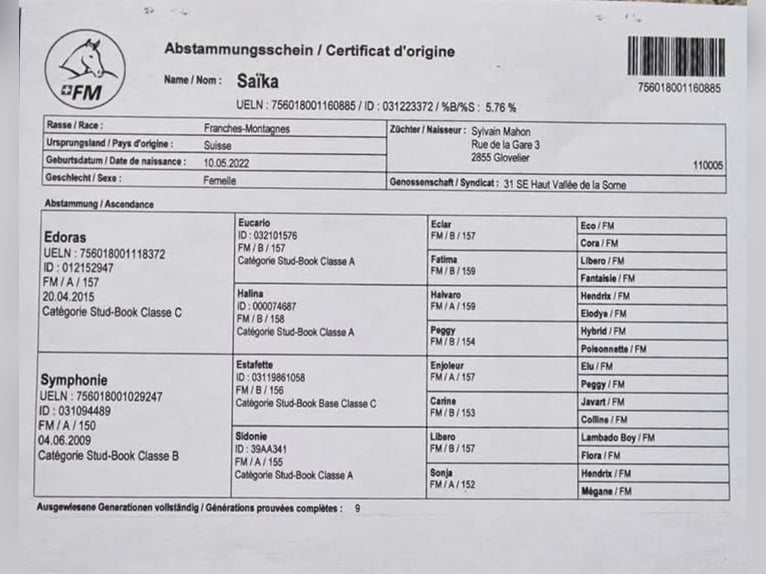 FM
Abstammungsschein / Certificat d'origine
Name / Nom : Saïka
UELN : 756018001160885 / ID : 031223372 / %B/%S : 5.76 %
756018001160885
Rasse / Race : Franches-Montagnes
Ursprungsland / Pays d'origine : Suisse
Geburtsdatum / Date de naissance : 10.05.2022
Geschlecht / Sexe : Femelle
Züchter / Naisseur : Sylvain Mahon
Rue de la Gare 3
2855 Glovelier
110005
Genossenschaft / Syndicat : 31 SE Haut Vallée de la Sorne
Abstammung / Ascendance
Edoras
UELN : 756018001118372
ID : 012152947
FM / A / 157
20.04.2015
Catégorie Stud-Book Classe C
Symphonie
UELN : 756018001029247
ID : 031094489
FM / A / 150
04.06.2009
Catégorie Stud-Book Classe B
Eucario
ID : 032101576
FM / B / 157
Catégorie Stud-Book Classe A
Halina
ID : 000074687
FM / B / 158
Catégorie Stud-Book Classe A
Estafette
ID : 03119861058
FM / B / 156
Catégorie Stud-Book Base Classe C
Sidonie
ID : 39AA341
FM / A / 155
Catégorie Stud-Book Classe A
Eclar
FM / B / 157
Fatima
FM / B / 159
Halvaro
FM / A / 159
Peggy
FM / B / 154
Enjoleur
FM / A / 157
Carine
FM / B / 153
Libero
FM / B / 157
Sonja
FM / A / 152
Eco / FM
Cora / FM
Libero / FM
Fantaisie / FM
Hendrix / FM
Elodye / FM
Hybrid / FM
Poisonnette / FM
Elu / FM
Peggy / FM
Javart / FM
Colline / FM
Lambado Boy / FM
Flora / FM
Hendrix / FM
Mégane / FM
Ausgewiesene Generationen vollständig / Générations prouvées complètes : 9